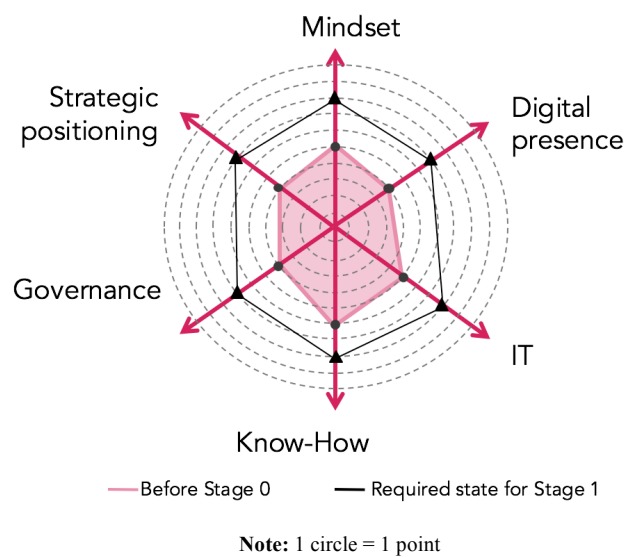 Mindset
Strategic
positioning
Digital
presence
Governance
IT
Know-How
Before Stage 0
Required state for Stage 1
Note: 1 circle = 1 point